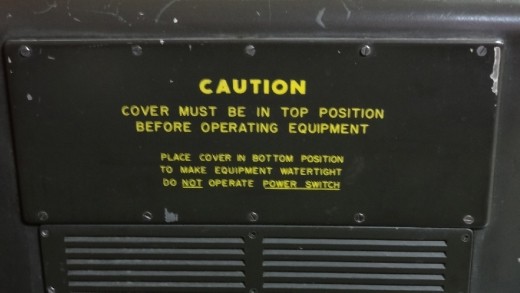 CAUTION
COVER MUST BE IN TOP POSITION
BEFORE OPERATING EQUIPMENT
PLACE COVER IN BOTTOM POSITION
TO MAKE EQUIPMENT WATERTIGHT
DO NOT OPERATE POWER SWITCH